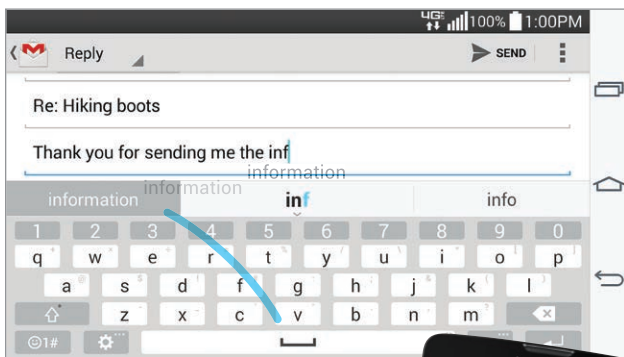 4G 100% 1:00PM
Reply SEND
Re: Hiking boots
Thank you for sending me the inf
information
information
information inf info
1 2 3 4 5 6 7 8 9 0
q w e r t y u i o p
a s d f g h j k l
z x c v b n m
☺1#